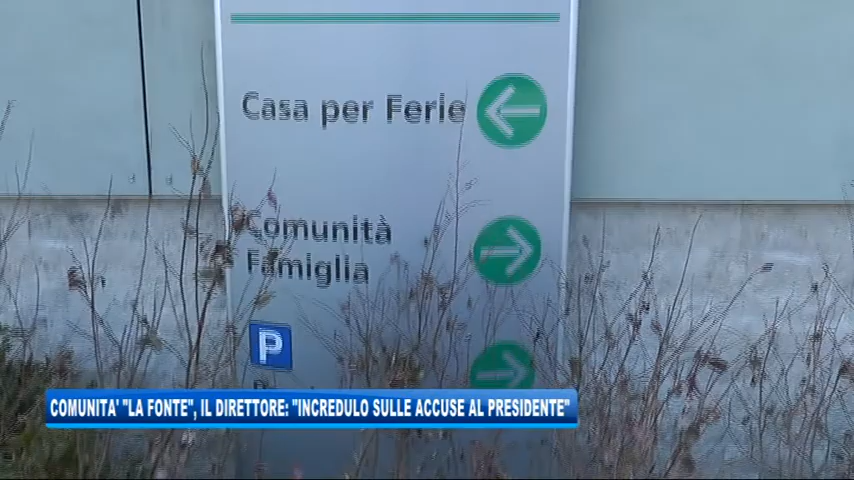 Casa per Ferie
Comunità
Famiglia
P
COMUNITA' "LA FONTE", IL DIRETTORE: "INCREDULO SULLE ACCUSE AL PRESIDENTE"